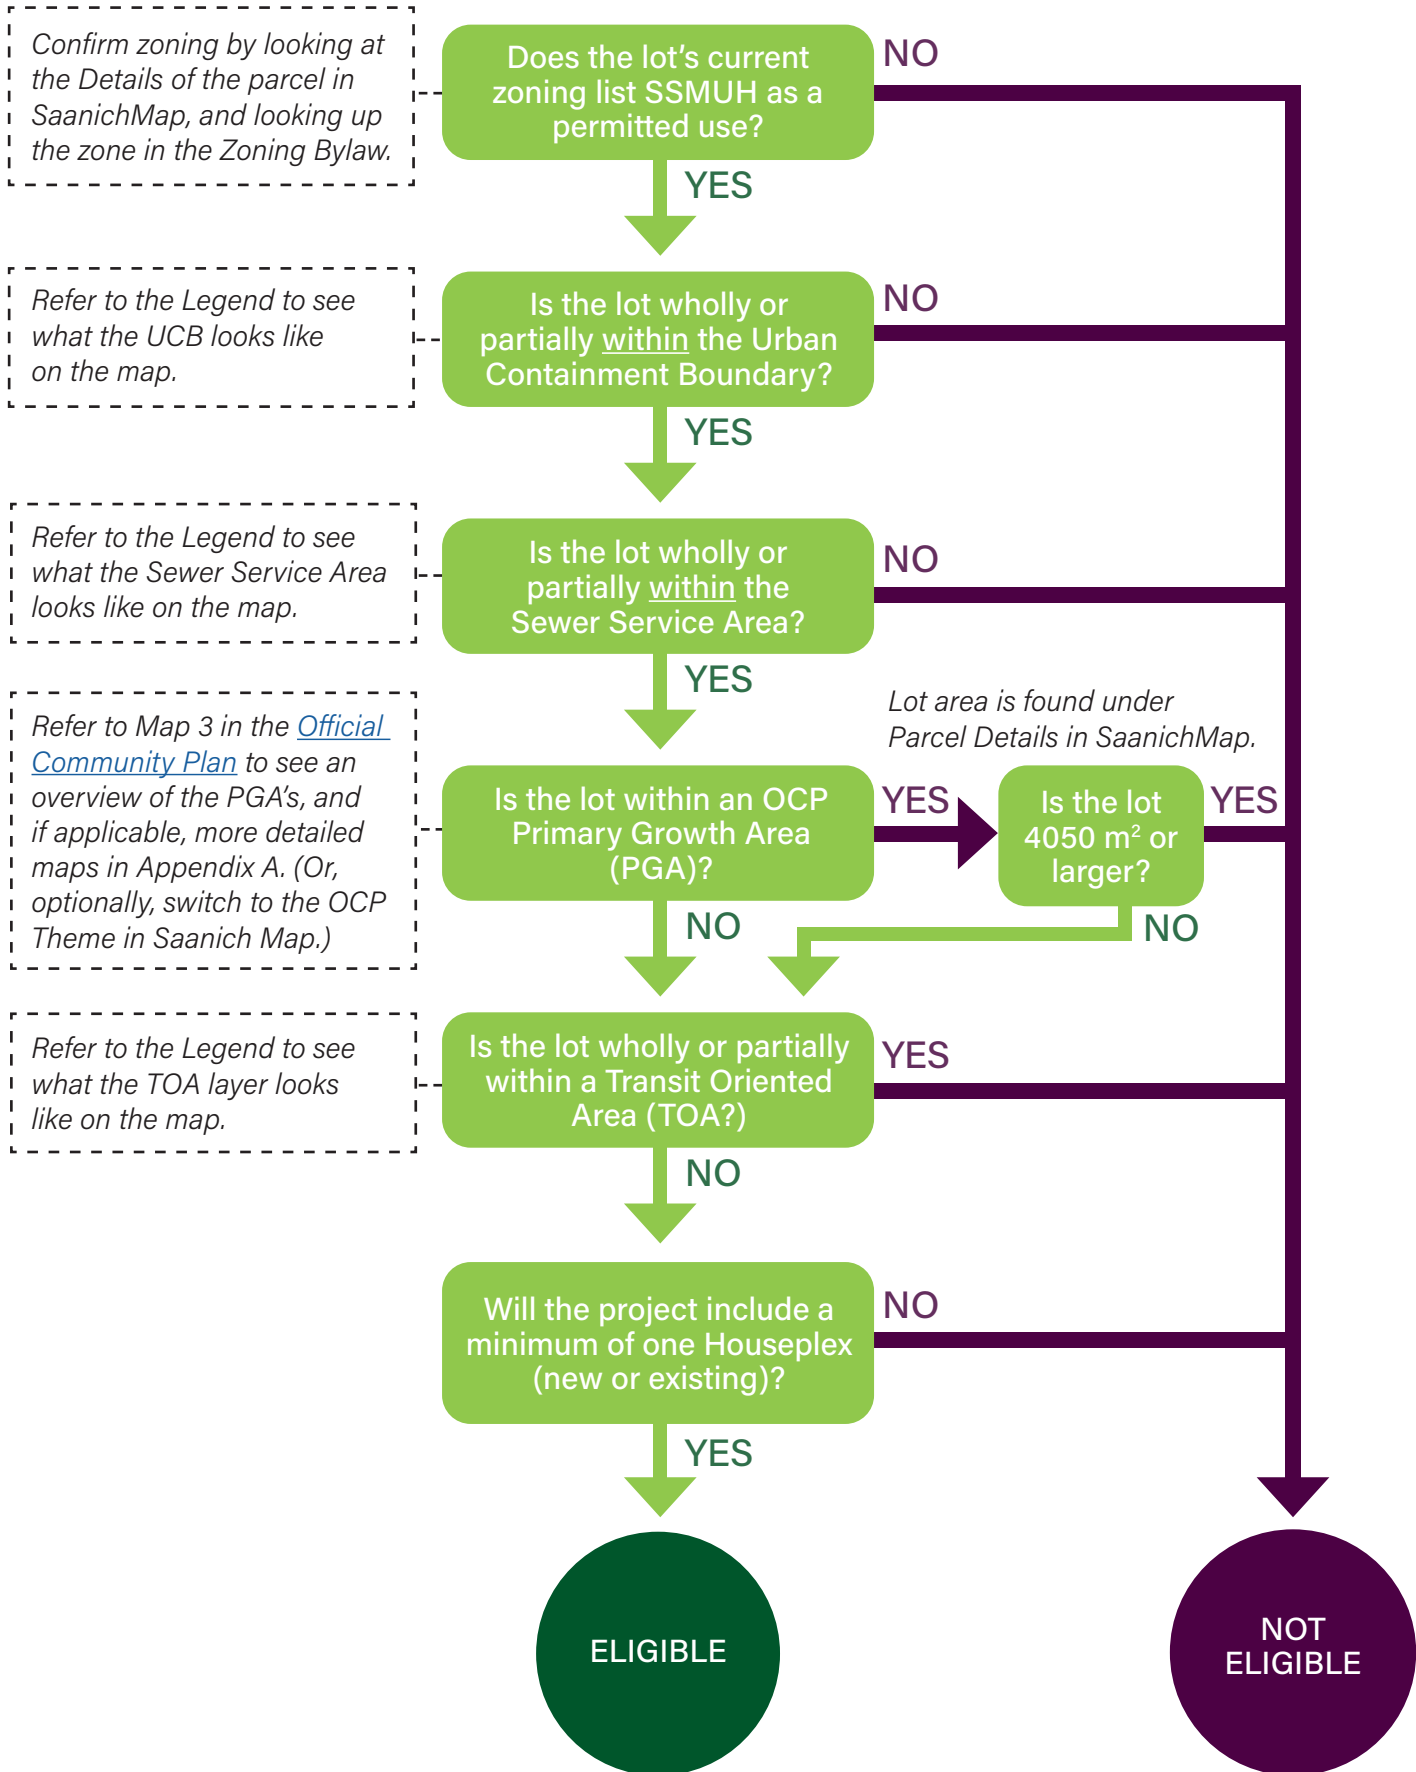 Confirm zoning by looking at
the Details of the parcel in
SaanichMap, and looking up
the zone in the Zoning Bylaw.
Does the lot's current
zoning list SSMUH as a
permitted use?
NO
YES
Refer to the Legend to see
what the UCB looks like
on the map.
Is the lot wholly or
partially within the Urban
Containment Boundary?
NO
YES
Refer to the Legend to see
what the Sewer Service Area
looks like on the map.
Is the lot wholly or
partially within the
Sewer Service Area?
NO
YES
Refer to Map 3 in the Official
Community Plan to see an
overview of the PGA's, and
if applicable, more detailed
maps in Appendix A. (Or,
optionally, switch to the OCP
Theme in Saanich Map.)
Is the lot within an OCP
Primary Growth Area
(PGA)?
YES
NO
Lot area is found under
Parcel Details in SaanichMap.
Is the lot
4050 m² or
larger?
YES
NO
Refer to the Legend to see
what the TOA layer looks
like on the map.
Is the lot wholly or partially
within a Transit Oriented
Area (TOA?)
YES
NO
Will the project include a
minimum of one Houseplex
(new or existing)?
NO
YES
ELIGIBLE
NOT
ELIGIBLE